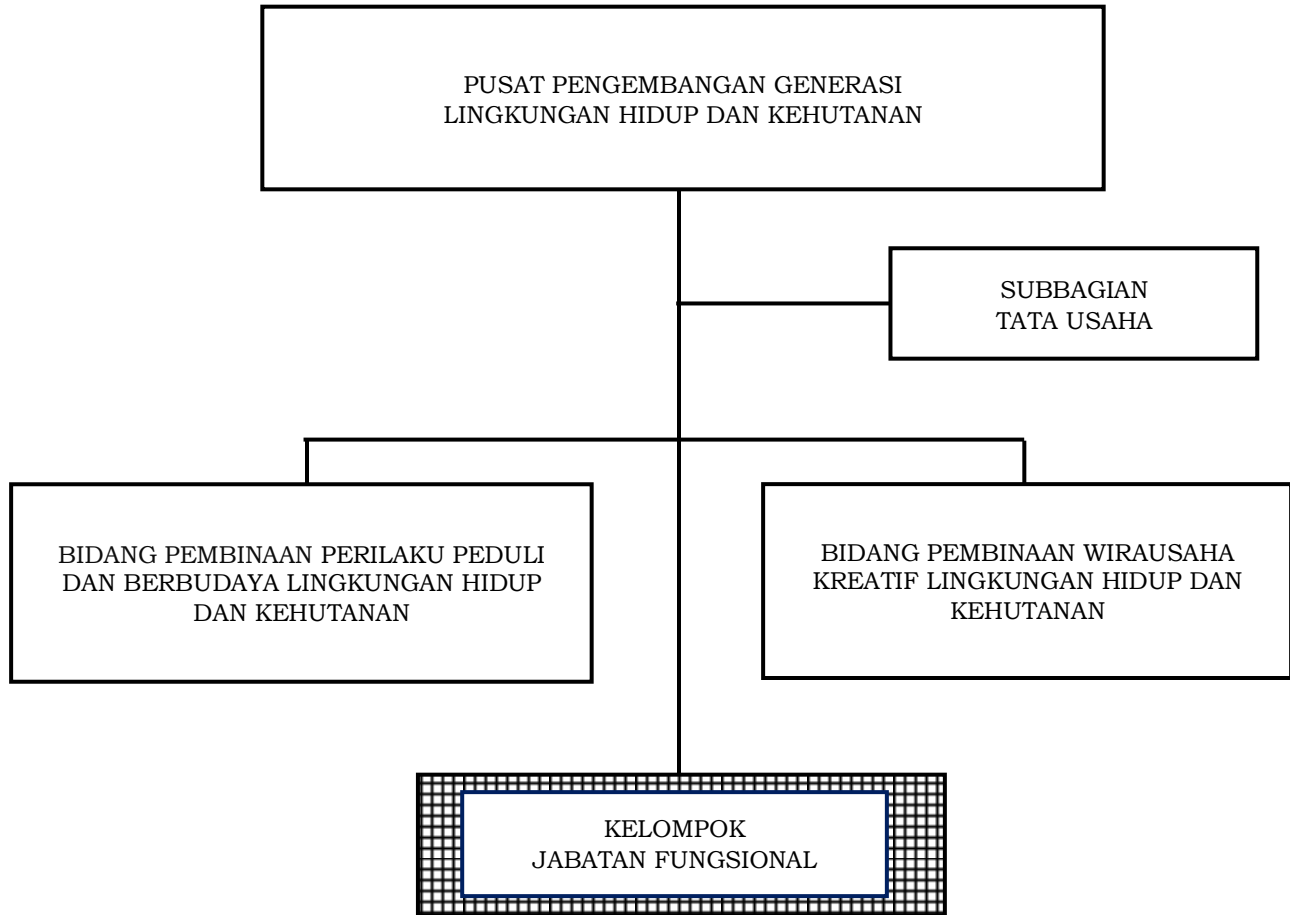 PUSAT PENGEMBANGAN GENERASI
LINGKUNGAN HIDUP DAN KEHUTANAN
SUBBAGIAN
TATA USAHA
BIDANG PEMBINAAN PERILAKU PEDULI
DAN BERBUDAYA LINGKUNGAN HIDUP
DAN KEHUTANAN
BIDANG PEMBINAAN WIRAUSAHA
KREATIF LINGKUNGAN HIDUP DAN
KEHUTANAN
KELOMPOK
JABATAN FUNGSIONAL